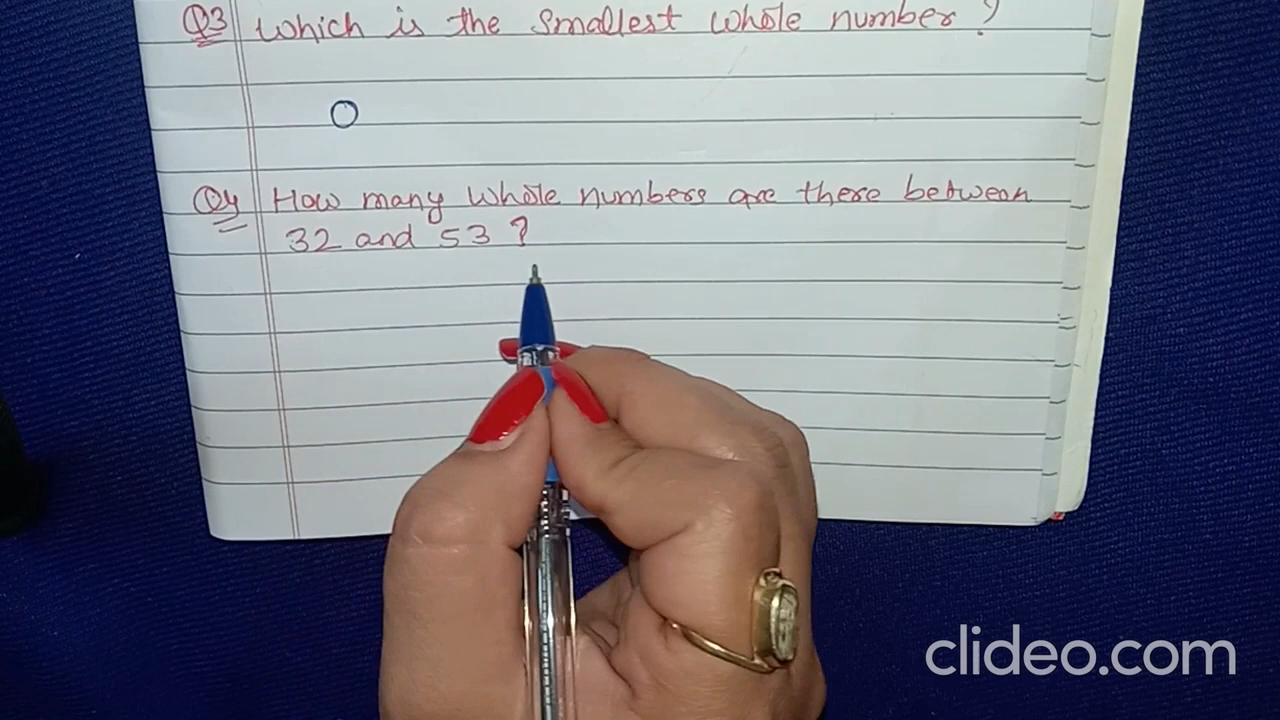 Q3 Which is the smallest whole number?
0
Q4 How many whole numbers are there between
32 and 53?
clideo.com